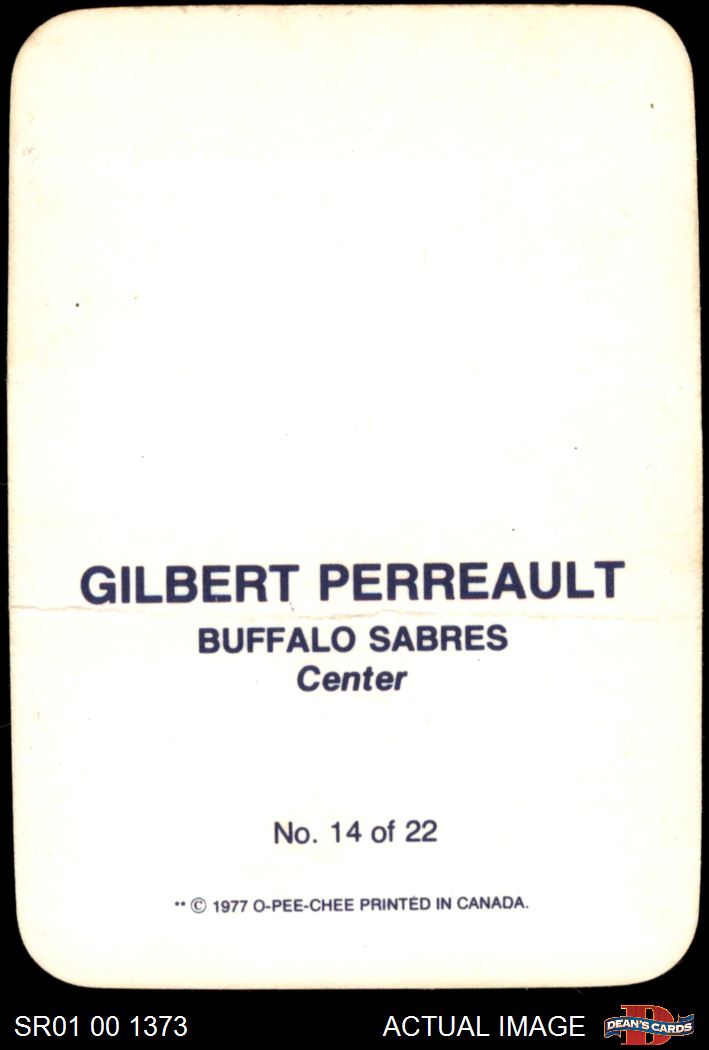 GILBERT PERREAULT
BUFFALO SABRES
Center
No. 14 of 22
** © 1977 O-PEE-CHEE PRINTED IN CANADA.
SR01 00 1373
ACTUAL IMAGE
DEAN'S CARDS